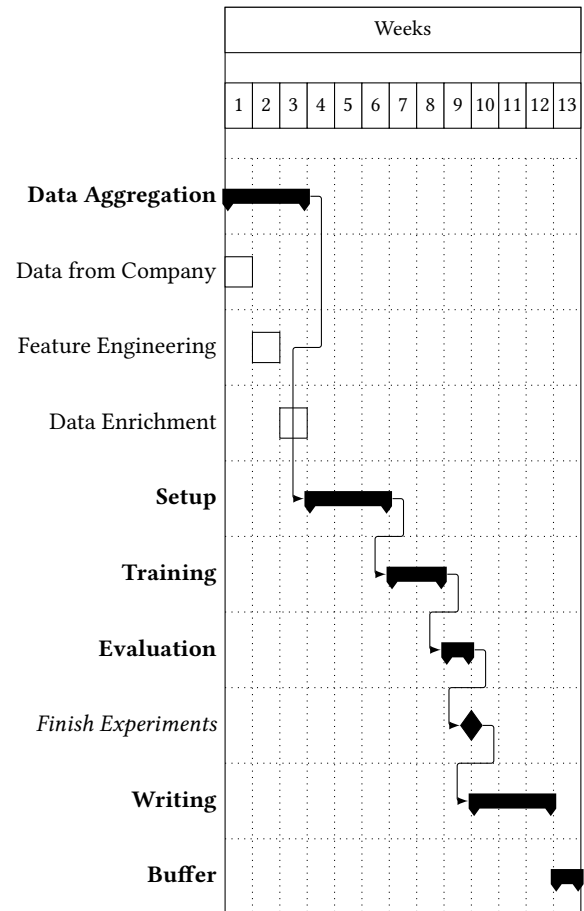 Weeks
1 2 3 4 5 6 7 8 9 10 11 12 13
Data Aggregation
Data from Company
Feature Engineering
Data Enrichment
Setup
Training
Evaluation
Finish Experiments
Writing
Buffer